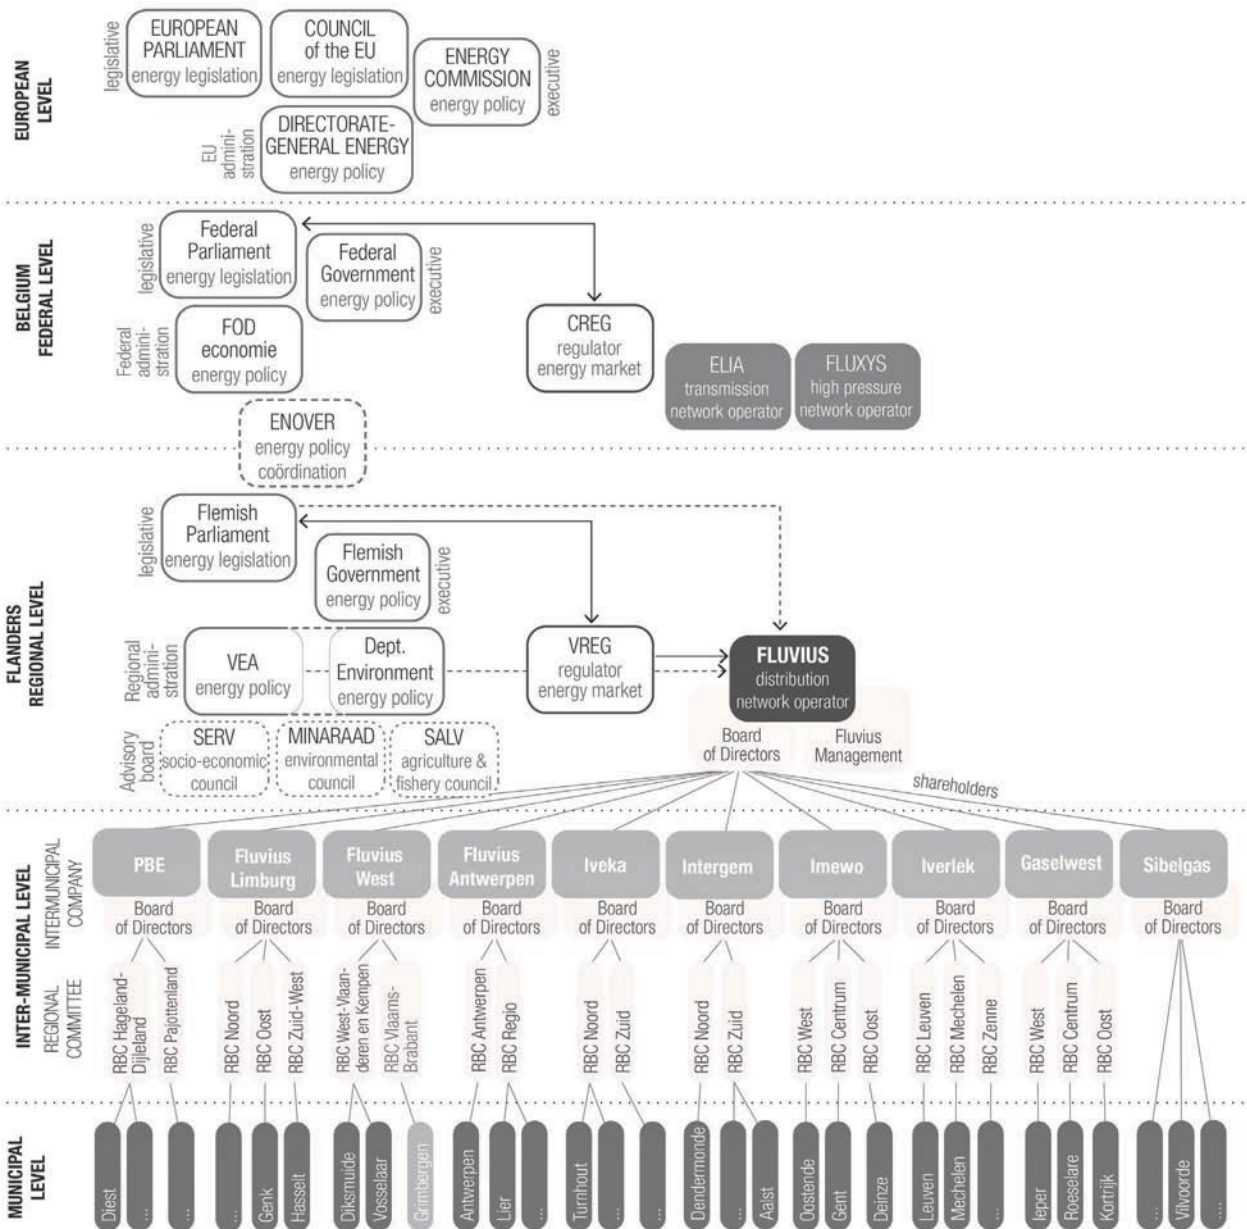 EUROPEAN
LEVEL
legislative
EUROPEAN
PARLIAMENT
energy legislation
COUNCIL
of the EU
energy legislation
ENERGY
COMMISSION
energy policy
executive
EU
admini-
stration
DIRECTORATE-
GENERAL ENERGY
energy policy
BELGIUM
FEDERAL LEVEL
legislative
Federal
Parliament
energy legislation
Federal
Government
energy policy
executive
Federal
admini-
stration
FOD
economie
energy policy
CREG
regulator
energy market
ELIA
transmission
network operator
FLUXYS
high pressure
network operator
ENOVER
energy policy
coördination
FLANDERS
REGIONAL LEVEL
legislative
Flemish
Parliament
energy legislation
Flemish
Government
energy policy
executive
Regional
admini-
stration
VEA
energy policy
Dept.
Environment
energy policy
VREG
regulator
energy market
FLUVIUS
distribution
network operator
Board
of Directors
Fluvius
Management
Advisory
board
SERV
socio-economic
council
MINARAAD
environmental
council
SALV
agriculture &
fishery council
shareholders
INTER-MUNICIPAL LEVEL
INTERMUNICIPAL
COMPANY
PBE
Fluvius
Limburg
Fluvius
West
Fluvius
Antwerpen
Iveka
Intergem
Imewo
Iverlek
Gaselwest
Sibelgas
Board
of Directors
Board
of Directors
Board
of Directors
Board
of Directors
Board
of Directors
Board
of Directors
Board
of Directors
Board
of Directors
Board
of Directors
Board
of Directors
REGIONAL
COMMITTEE
RBC Hageland-
Dijleland
RBC Pajottenland
RBC Noord
RBC Oost
RBC Zuid-West
RBC West-Vlaan-
deren en Kempen
RBC Vlaams-
Brabant
RBC Antwerpen
RBC Regio
RBC Noord
RBC Zuid
RBC Noord
RBC Zuid
RBC West
RBC Centrum
RBC Oost
RBC Leuven
RBC Mechelen
RBC Zenne
RBC West
RBC Centrum
RBC Oost
MUNICIPAL
LEVEL
Diest
...
...
...
Genk
Hasselt
Diksmuide
Vosselaar
Grimbergen
Antwerpen
Lier
...
Turnhout
...
...
Dendermonde
...
Aalst
Oostende
Gent
Deinze
Leuven
Mechelen
...
Ieper
Roeselare
Kortrijk
...
Vilvoorde
...